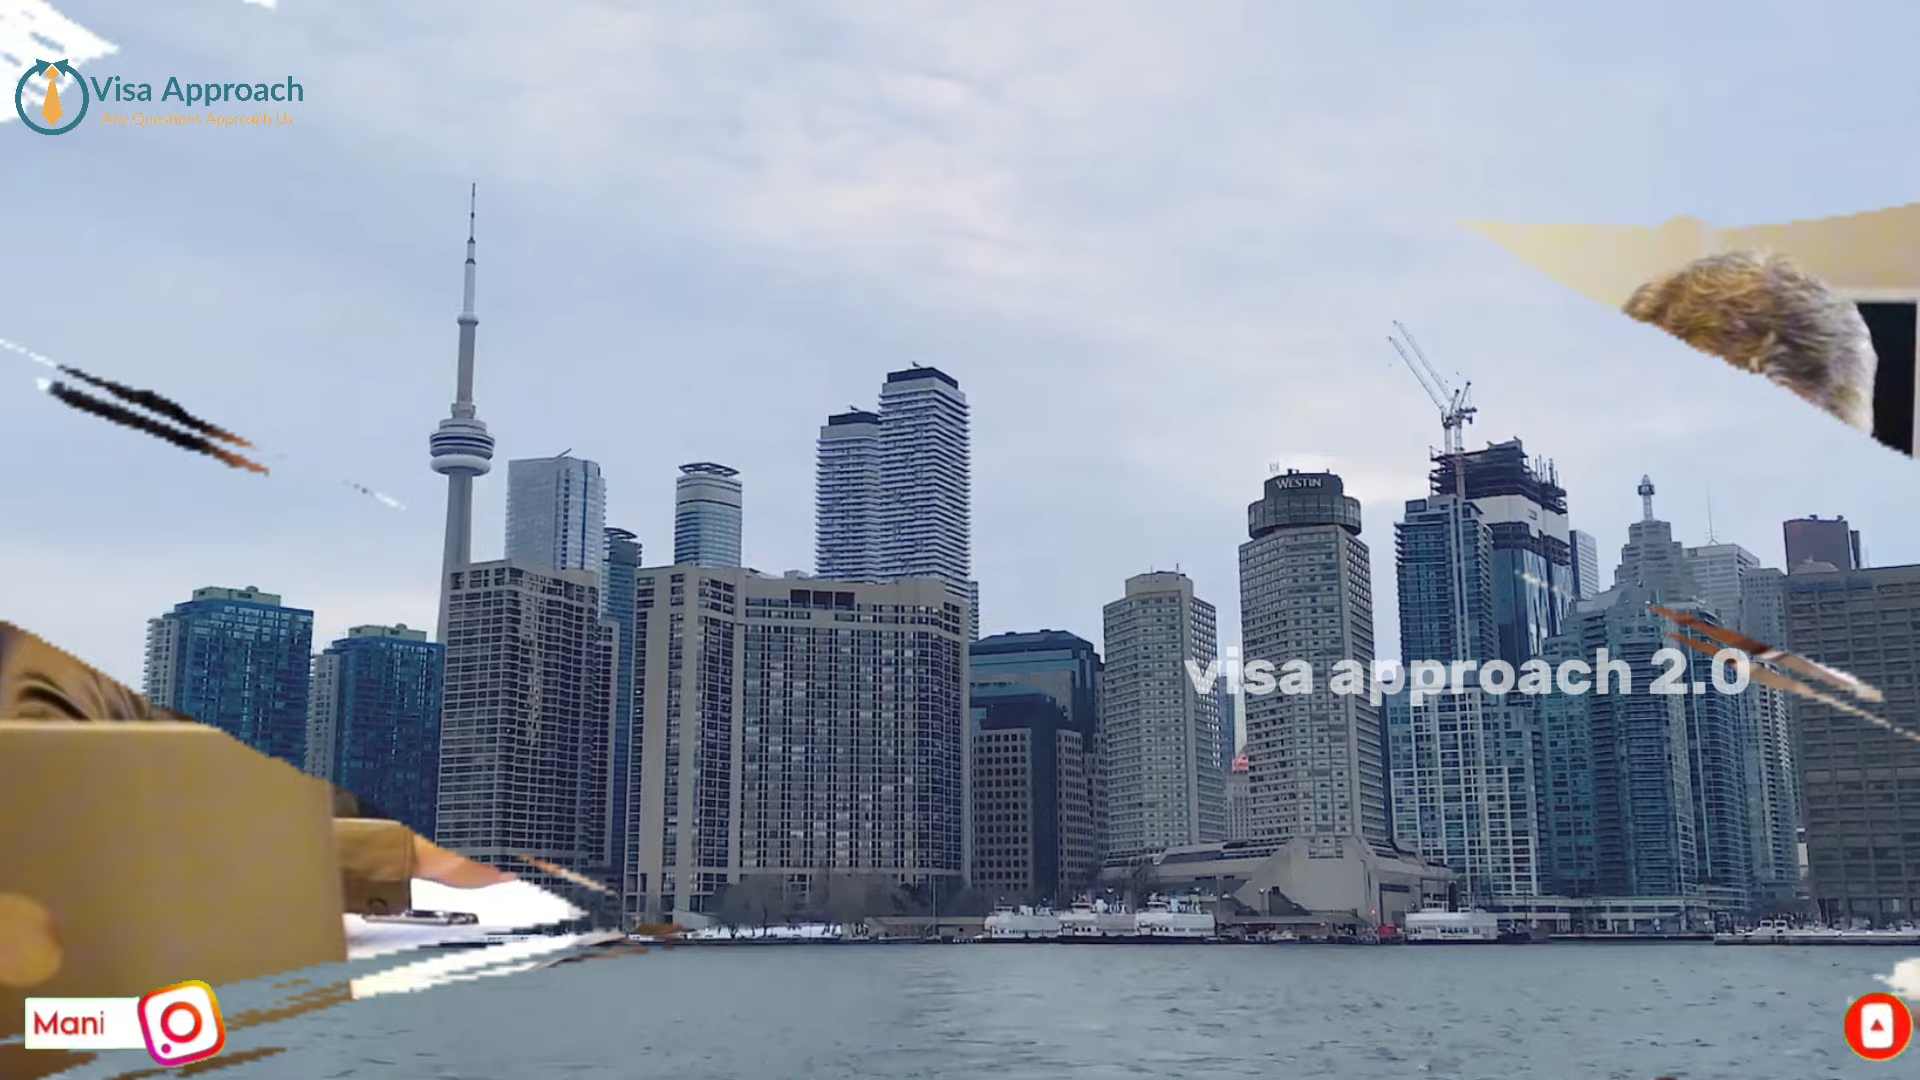 Visa Approach
Any Questions Approach Us
WESTIN
visa approach 2.0
Mani